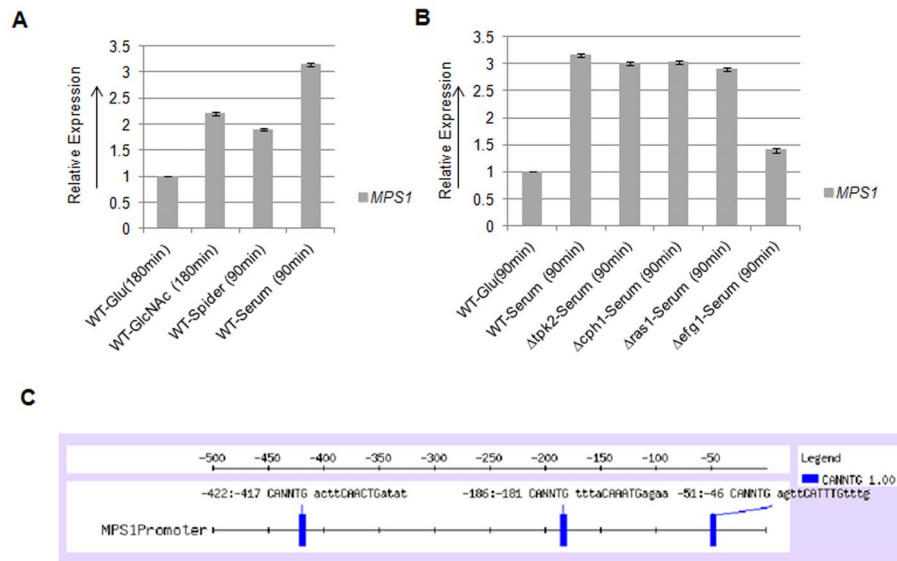 A
3.5
3
2.5
2
1.5
1
0.5
0
Relative Expression
WT-Glu(180min)
WT-GlcNAc (180min)
WT-Spider (90min)
WT-Serum (90min)
MPS1
B
3.5
3
2.5
2
1.5
1
0.5
0
Relative Expression
WT-Glu(90min)
WT-Serum (90min)
Δtpk2-Serum (90min)
Δcph1-Serum (90min)
Δras1-Serum (90min)
Δefg1-Serum (90min)
MPS1
C
-500 -450 -400 -350 -300 -250 -200 -150 -100 -50
Legend
CANNTG 1.00
-422:-417 CANNTG acttCAACTGatat -186:-181 CANNTG tttaCAAATGagaa -51:-46 CANNTG agttCATTTGtttg
MPS1Promoter